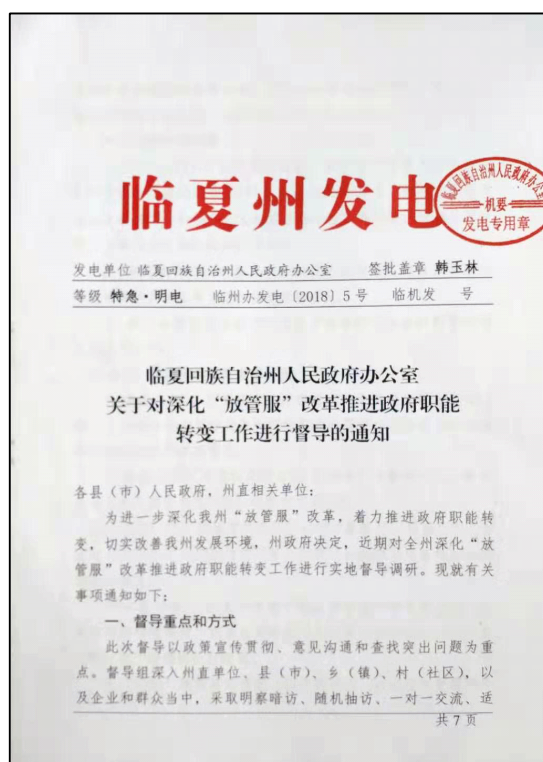 临夏州发电
临夏回族自治州人民政府办公室
机要
发电专用章
发电单位 临夏回族自治州人民政府办公室 签批盖章 韩玉林
等级 特急·明电 临州办发电〔2018〕5号 临机发 号
临夏回族自治州人民政府办公室
关于对深化“放管服”改革推进政府职能
转变工作进行督导的通知
各县（市）人民政府，州直相关单位：
为进一步深化我州“放管服”改革，着力推进政府职能转
变，切实改善我州发展环境，州政府决定，近期对全州深化“放
管服”改革推进政府职能转变工作进行实地督导调研。现就有关
事项通知如下：
一、督导重点和方式
此次督导以政策宣传贯彻、意见沟通和查找突出问题为重
点。督导组深入州直单位、县（市）、乡（镇）、村（社区），以
及企业和群众当中，采取明察暗访、随机抽访、一对一交流、适
共7页